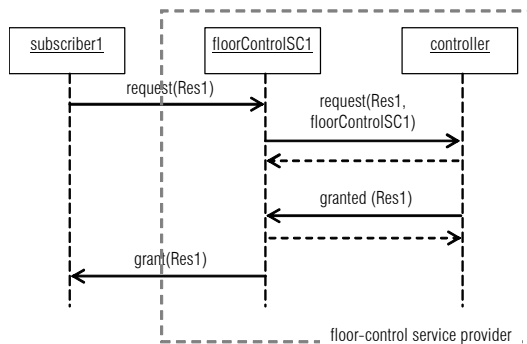 subscriber1
floorControlSC1
controller
request(Res1)
request(Res1,
floorControlSC1)
granted (Res1)
grant(Res1)
floor-control service provider